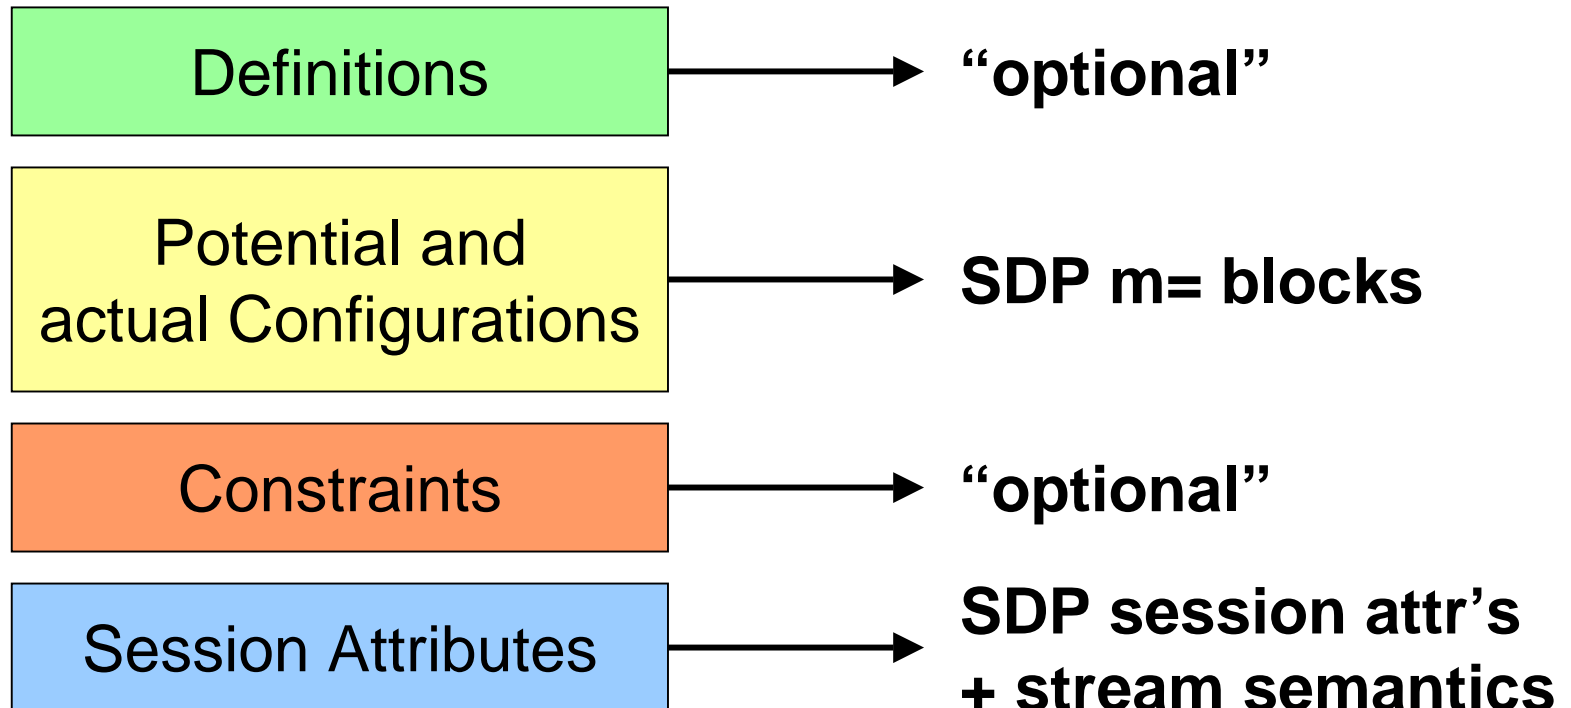 Definitions
“optional”
Potential and
actual Configurations
SDP m= blocks
Constraints
“optional”
Session Attributes
SDP session attr’s
+ stream semantics